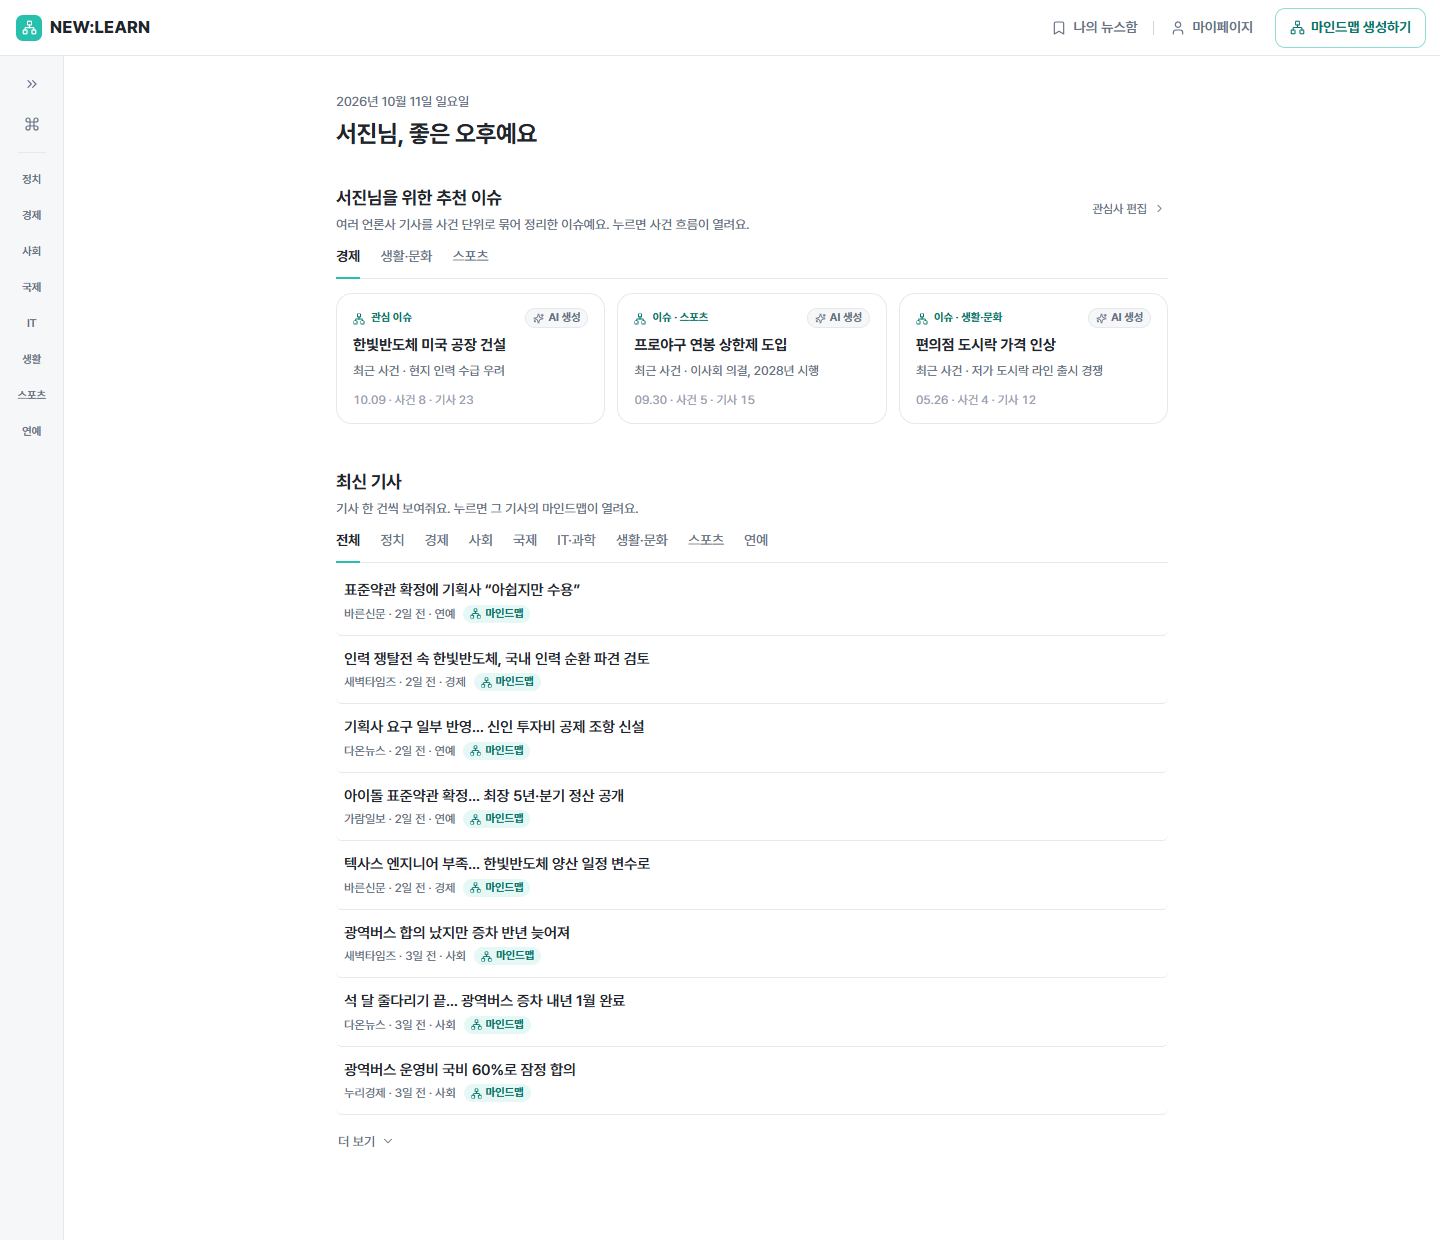 NEW:LEARN
나의 뉴스함
마이페이지
마인드맵 생성하기
정치
경제
사회
국제
IT
생활
스포츠
연예
2026년 10월 11일 일요일
서진님, 좋은 오후예요
서진님을 위한 추천 이슈
여러 언론사 기사를 사건 단위로 묶어 정리한 이슈예요. 누르면 사건 흐름이 열려요.
관심사 편집
경제 생활·문화 스포츠
관심 이슈 AI 생성
한빛반도체 미국 공장 건설
최근 사건 · 현지 인력 수급 우려
10.09 · 사건 8 · 기사 23
이슈 · 스포츠 AI 생성
프로야구 연봉 상한제 도입
최근 사건 · 이사회 의결, 2028년 시행
09.30 · 사건 5 · 기사 15
이슈 · 생활·문화 AI 생성
편의점 도시락 가격 인상
최근 사건 · 저가 도시락 라인 출시 경쟁
05.26 · 사건 4 · 기사 12
최신 기사
기사 한 건씩 보여줘요. 누르면 그 기사의 마인드맵이 열려요.
전체 정치 경제 사회 국제 IT·과학 생활·문화 스포츠 연예
표준약관 확정에 기획사 “아쉽지만 수용”
바른신문 · 2일 전 · 연예 마인드맵
인력 쟁탈전 속 한빛반도체, 국내 인력 순환 파견 검토
새벽타임즈 · 2일 전 · 경제 마인드맵
기획사 요구 일부 반영… 신인 투자비 공제 조항 신설
다온뉴스 · 2일 전 · 연예 마인드맵
아이돌 표준약관 확정… 최장 5년·분기 정산 공개
가람일보 · 2일 전 · 연예 마인드맵
텍사스 엔지니어 부족… 한빛반도체 양산 일정 변수로
바른신문 · 2일 전 · 경제 마인드맵
광역버스 합의 났지만 증차 반년 늦어져
새벽타임즈 · 3일 전 · 사회 마인드맵
석 달 줄다리기 끝… 광역버스 증차 내년 1월 완료
다온뉴스 · 3일 전 · 사회 마인드맵
광역버스 운영비 국비 60%로 잠정 합의
누리경제 · 3일 전 · 사회 마인드맵
더 보기